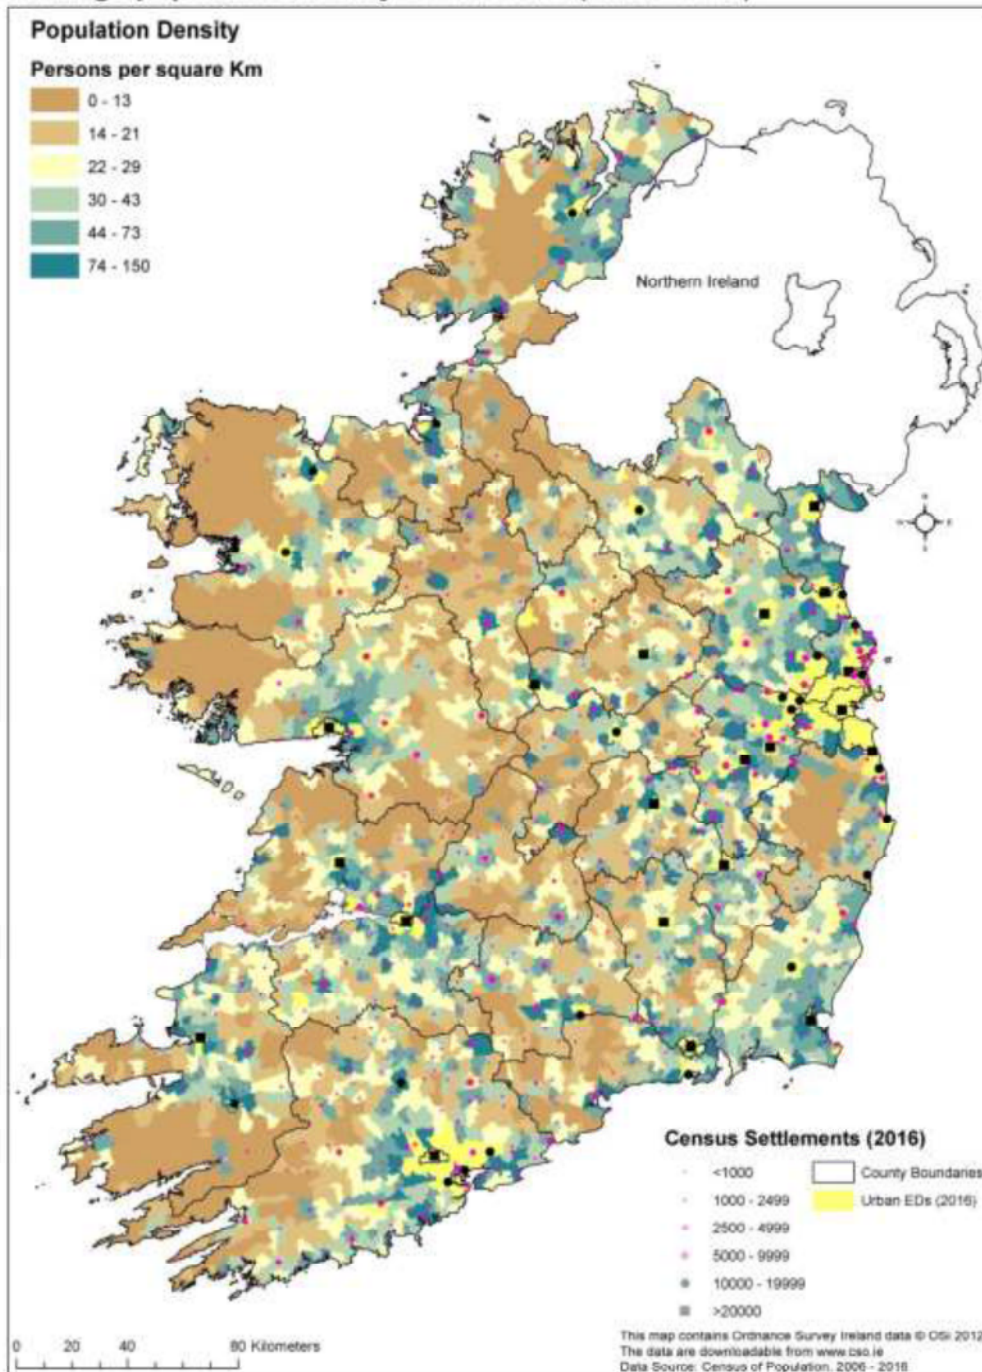 Population Density
Persons per square Km
0 - 13
14 - 21
22 - 29
30 - 43
44 - 73
74 - 150
Northern Ireland
Census Settlements (2016)
<1000
1000 - 2499
2500 - 4999
5000 - 9999
10000 - 19999
>20000
County Boundaries
Urban EDs (2016)
0 20 40 80 Kilometers
This map contains Ordnance Survey Ireland data © OSi 2012
The data are downloadable from www.cso.ie
Data Source: Census of Population, 2006 - 2016